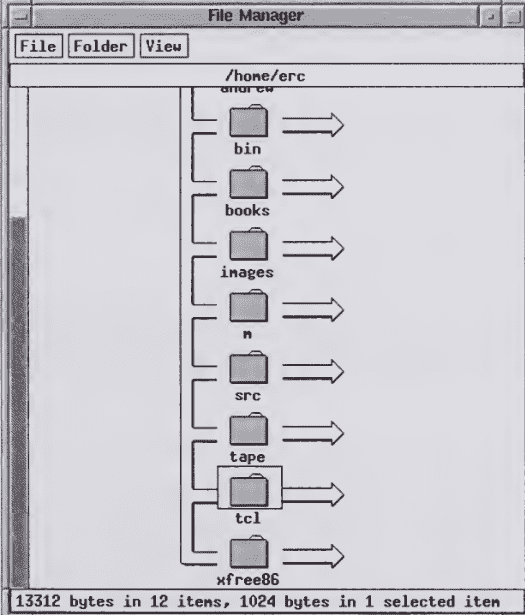 File Manager
File Folder View
/home/erc
andrew
bin
books
images
m
src
tape
tcl
xfree86
13312 bytes in 12 items, 1024 bytes in 1 selected item